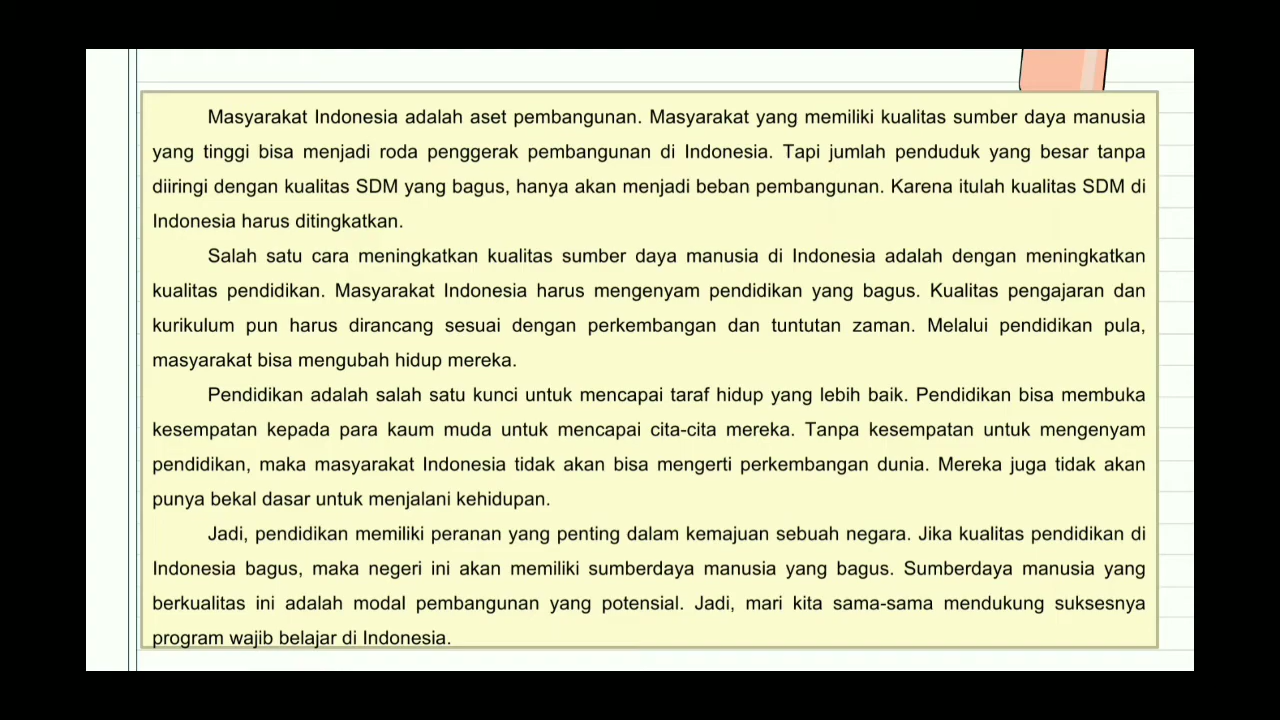 Masyarakat Indonesia adalah aset pembangunan. Masyarakat yang memiliki kualitas sumber daya manusia
yang tinggi bisa menjadi roda penggerak pembangunan di Indonesia. Tapi jumlah penduduk yang besar tanpa
diiringi dengan kualitas SDM yang bagus, hanya akan menjadi beban pembangunan. Karena itulah kualitas SDM di
Indonesia harus ditingkatkan.
Salah satu cara meningkatkan kualitas sumber daya manusia di Indonesia adalah dengan meningkatkan
kualitas pendidikan. Masyarakat Indonesia harus mengenyam pendidikan yang bagus. Kualitas pengajaran dan
kurikulum pun harus dirancang sesuai dengan perkembangan dan tuntutan zaman. Melalui pendidikan pula,
masyarakat bisa mengubah hidup mereka.
Pendidikan adalah salah satu kunci untuk mencapai taraf hidup yang lebih baik. Pendidikan bisa membuka
kesempatan kepada para kaum muda untuk mencapai cita-cita mereka. Tanpa kesempatan untuk mengenyam
pendidikan, maka masyarakat Indonesia tidak akan bisa mengerti perkembangan dunia. Mereka juga tidak akan
punya bekal dasar untuk menjalani kehidupan.
Jadi, pendidikan memiliki peranan yang penting dalam kemajuan sebuah negara. Jika kualitas pendidikan di
Indonesia bagus, maka negeri ini akan memiliki sumberdaya manusia yang bagus. Sumberdaya manusia yang
berkualitas ini adalah modal pembangunan yang potensial. Jadi, mari kita sama-sama mendukung suksesnya
program wajib belajar di Indonesia.